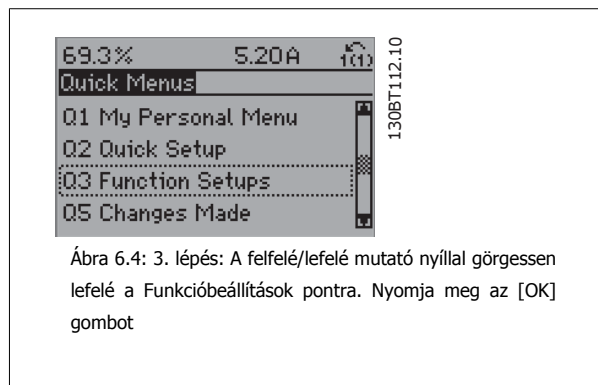 69.3% 5.20A 1(1)
Quick Menus
Q1 My Personal Menu
Q2 Quick Setup
Q3 Function Setups
Q5 Changes Made
130BT112.10
Ábra 6.4: 3. lépés: A felfelé/lefelé mutató nyíllal görgessen
lefelé a Funkcióbeállítások pontra. Nyomja meg az [OK]
gombot